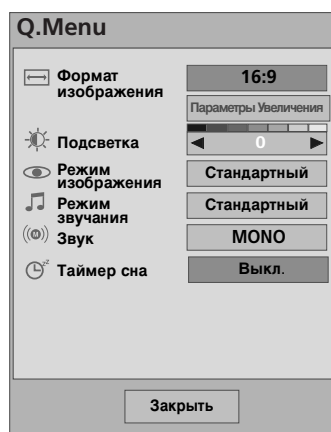 Q.Menu
Формат изображения
16:9
Параметры Увеличения
Подсветка
◄ 0 ►
Режим изображения
Стандартный
Режим звучания
Стандартный
Звук
MONO
Таймер сна
Выкл.
Закрыть